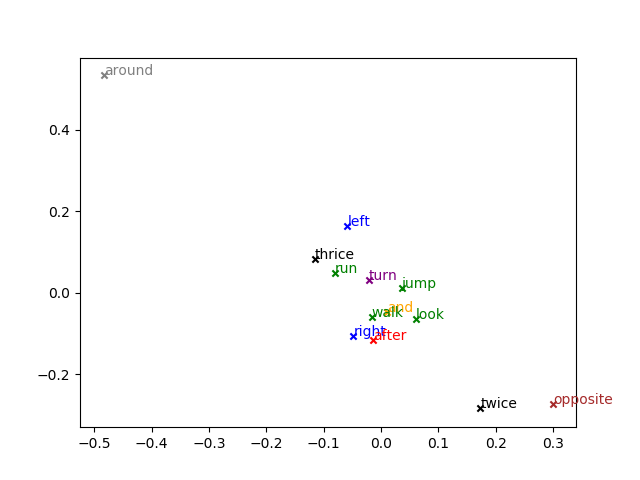 around
0.4
left
0.2
thrice
run
turn
jump
0.0
and
walk
look
right
after
−0.2
twice
opposite
−0.5 −0.4 −0.3 −0.2 −0.1 0.0 0.1 0.2 0.3